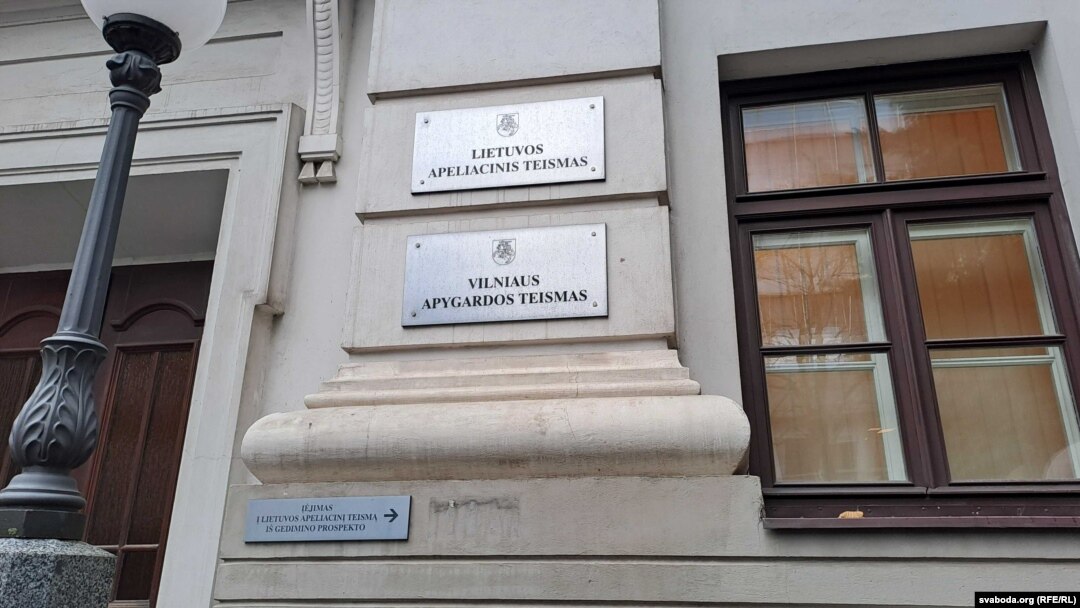 LIETUVOS
APELIACINIS TEISMAS
VILNIAUS
APYGARDOS TEISMAS
ĮĖJIMAS
Į LIETUVOS APELIACINĮ TEISMĄ
IŠ GEDIMINO PROSPEKTO
svaboda.org (RFE/RL)